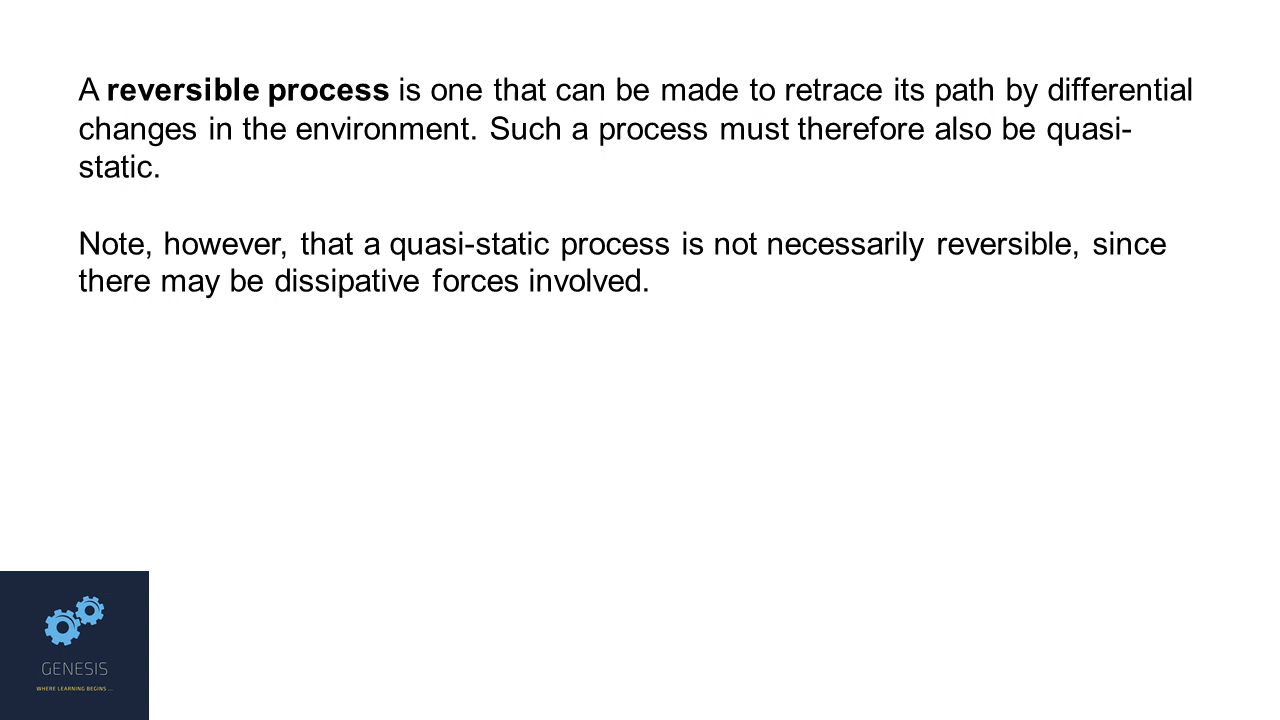 A reversible process is one that can be made to retrace its path by differential
changes in the environment. Such a process must therefore also be quasi-
static.
Note, however, that a quasi-static process is not necessarily reversible, since
there may be dissipative forces involved.
GENESIS
WHERE LEARNING BEGINS ...